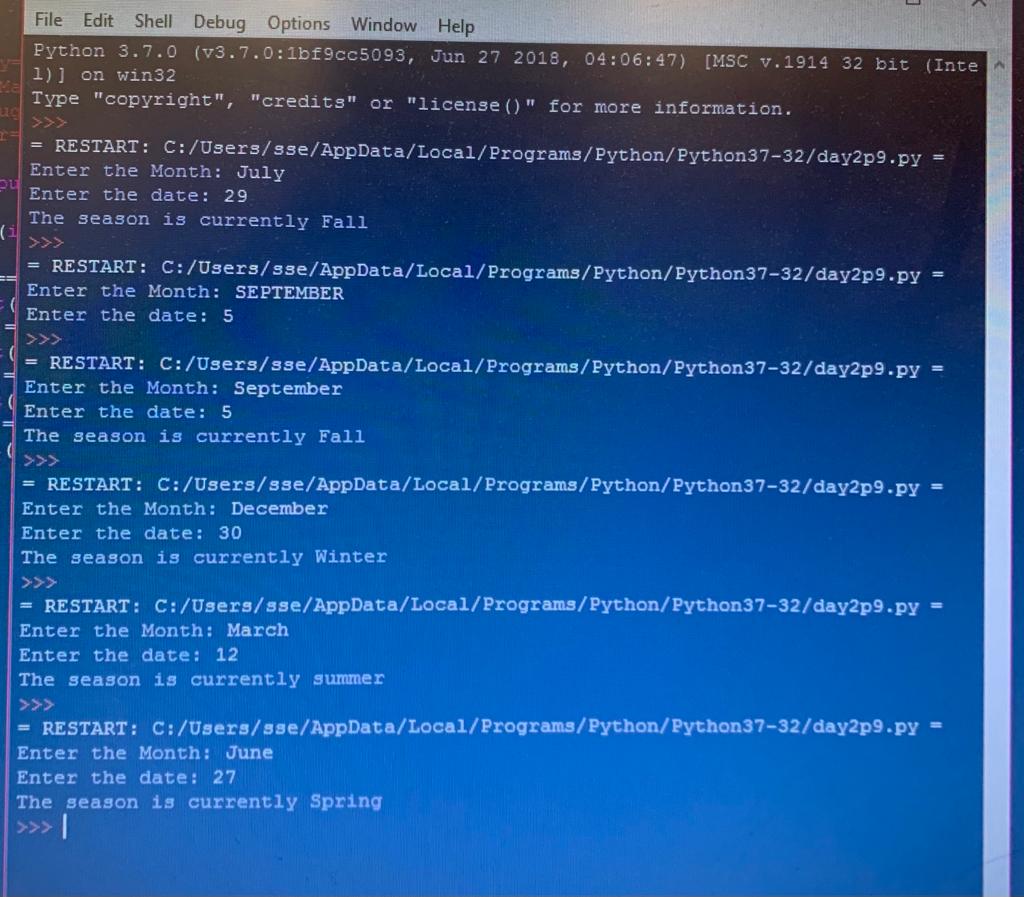 File Edit Shell Debug Options Window Help
Python 3.7.0 (v3.7.0:1bf9cc5093, Jun 27 2018, 04:06:47) [MSC v.1914 32 bit (Inte
l)] on win32
Type "copyright", "credits" or "license()" for more information.
>>>
= RESTART: C:/Users/sse/AppData/Local/Programs/Python/Python37-32/day2p9.py =
Enter the Month: July
Enter the date: 29
The season is currently Fall
>>>
= RESTART: C:/Users/sse/AppData/Local/Programs/Python/Python37-32/day2p9.py =
Enter the Month: SEPTEMBER
Enter the date: 5
>>>
= RESTART: C:/Users/sse/AppData/Local/Programs/Python/Python37-32/day2p9.py =
Enter the Month: September
Enter the date: 5
The season is currently Fall
>>>
= RESTART: C:/Users/sse/AppData/Local/Programs/Python/Python37-32/day2p9.py =
Enter the Month: December
Enter the date: 30
The season is currently Winter
>>>
= RESTART: C:/Users/sse/AppData/Local/Programs/Python/Python37-32/day2p9.py =
Enter the Month: March
Enter the date: 12
The season is currently summer
>>>
= RESTART: C:/Users/sse/AppData/Local/Programs/Python/Python37-32/day2p9.py =
Enter the Month: June
Enter the date: 27
The season is currently Spring
>>>